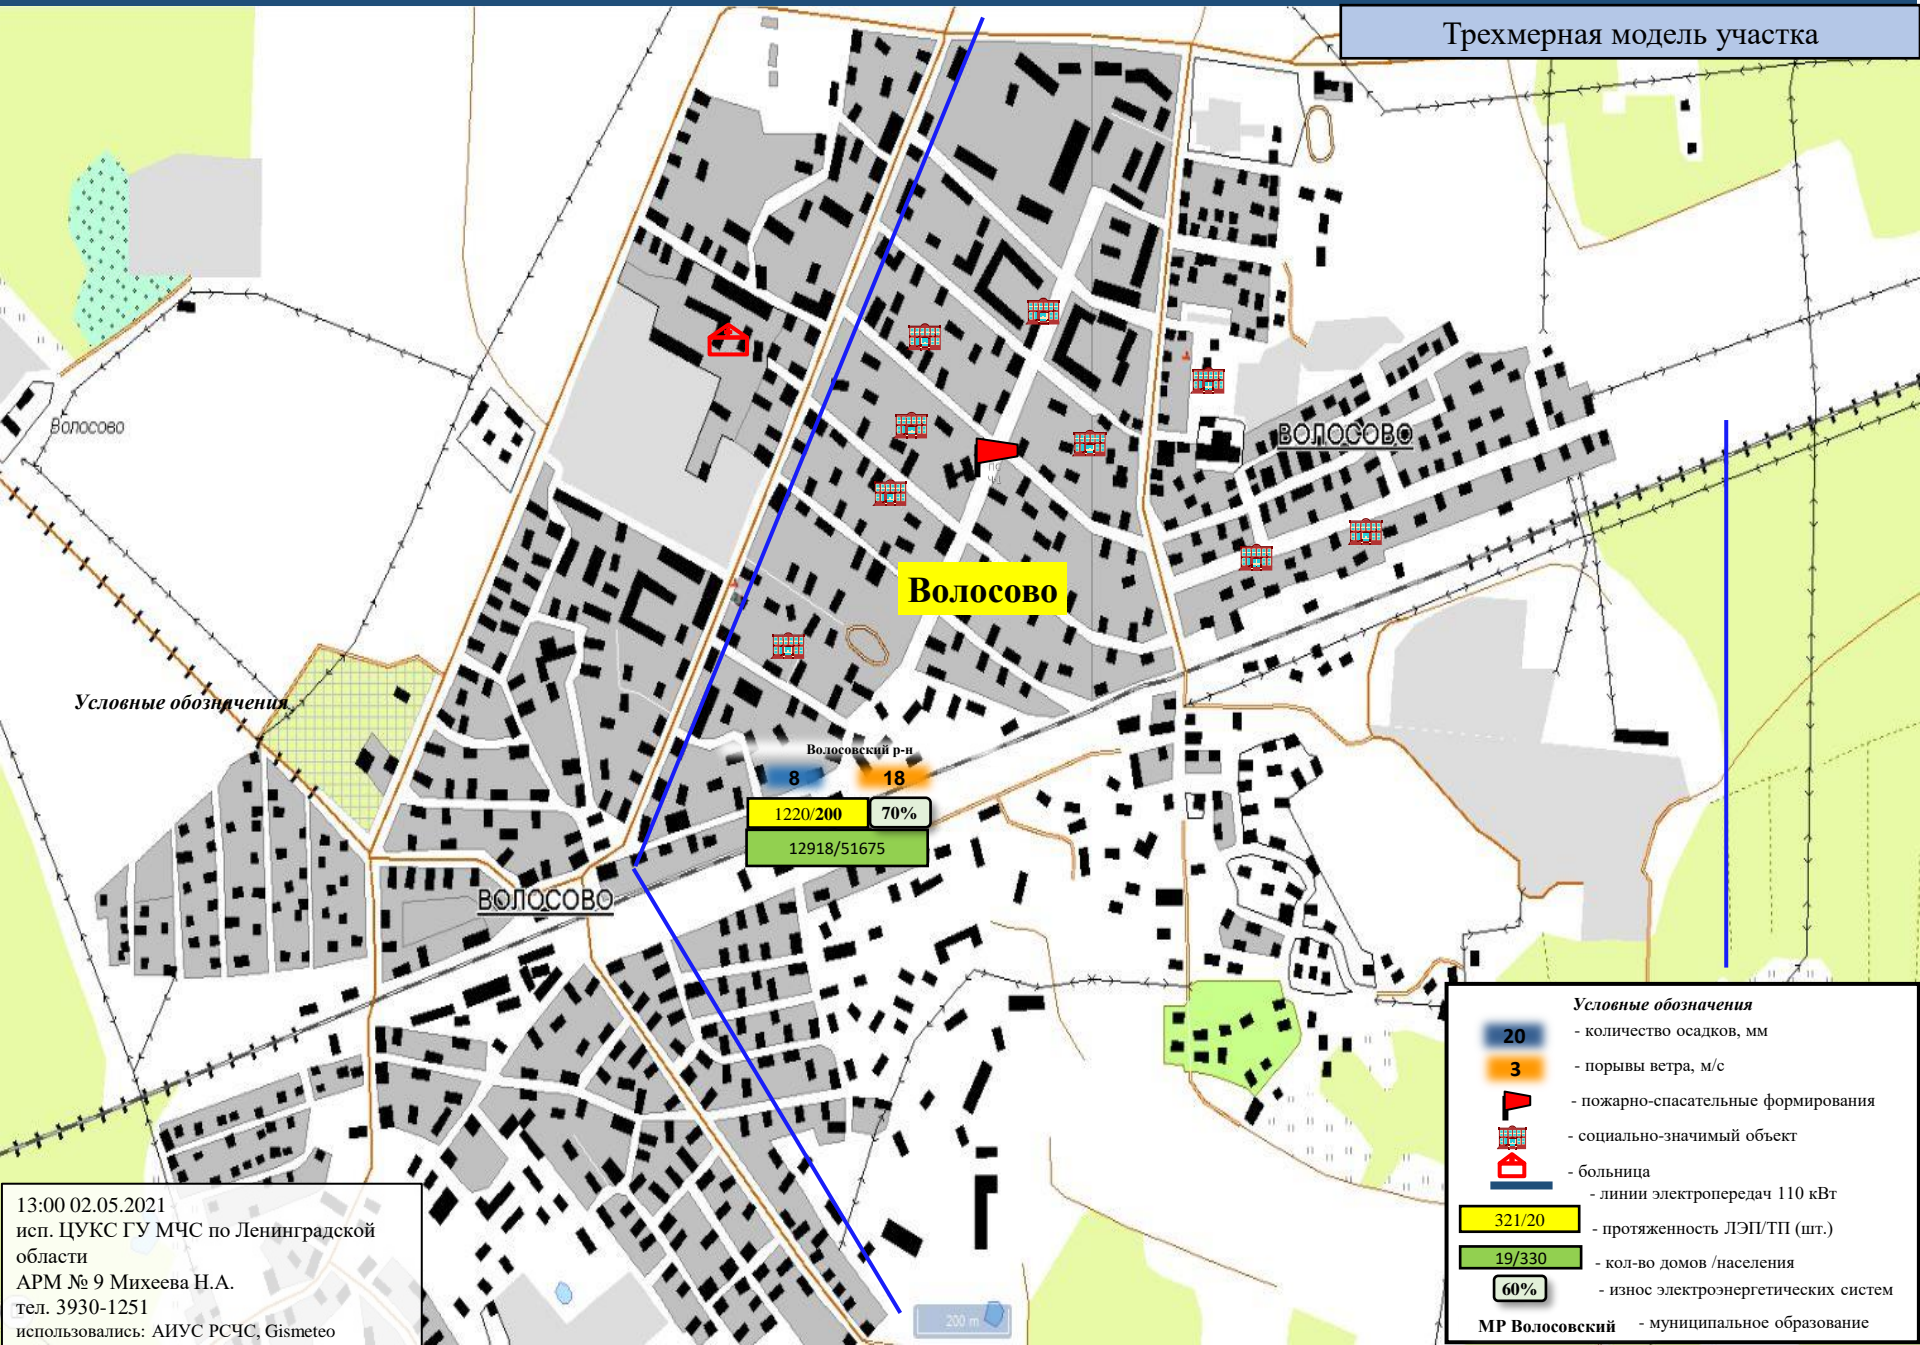 Трехмерная модель участка
Волосово
ВОЛОСОВО
Волосово
Условные обозначения
Волосовский р-н
8
18
1220/200
70%
12918/51675
ВОЛОСОВО
200 m
13:00 02.05.2021
исп. ЦУКС ГУ МЧС по Ленинградской
области
АРМ № 9 Михеева Н.А.
тел. 3930-1251
использовались: АИУС РСЧС, Gismeteo
Условные обозначения
20 - количество осадков, мм
3 - порывы ветра, м/с
- пожарно-спасательные формирования
- социально-значимый объект
- больница
- линии электропередач 110 кВт
321/20 - протяженность ЛЭП/ТП (шт.)
19/330 - кол-во домов /населения
60% - износ электроэнергетических систем
МР Волосовский - муниципальное образование